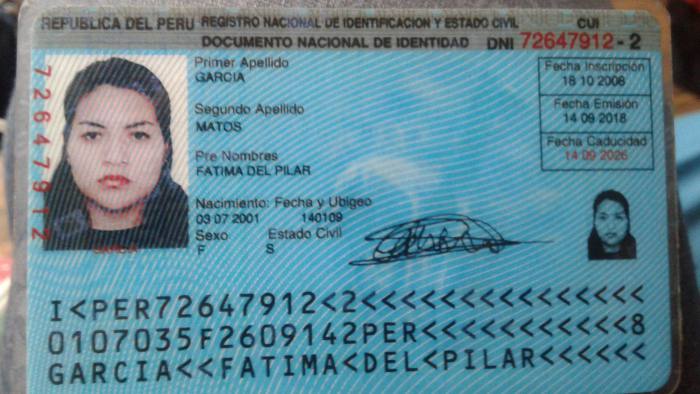 REPUBLICA DEL PERU REGISTRO NACIONAL DE IDENTIFICACION Y ESTADO CIVIL CUI
DOCUMENTO NACIONAL DE IDENTIDAD DNI 72647912 - 2
72647912
Primer Apellido
GARCIA
Segundo Apellido
MATOS
Pre Nombres
FATIMA DEL PILAR
Nacimiento: Fecha y Ubigeo
03 07 2001 140109
Sexo Estado Civil
F S
Fecha Inscripción
18 10 2008
Fecha Emisión
14 09 2018
Fecha Caducidad
14 09 2026
GARCIA
I<PER72647912<2<<<<<<<<<<<<<<<
0107035F2609142PER<<<<<<<<<<<8
GARCIA<<FATIMA<DEL<PILAR<<<<<<